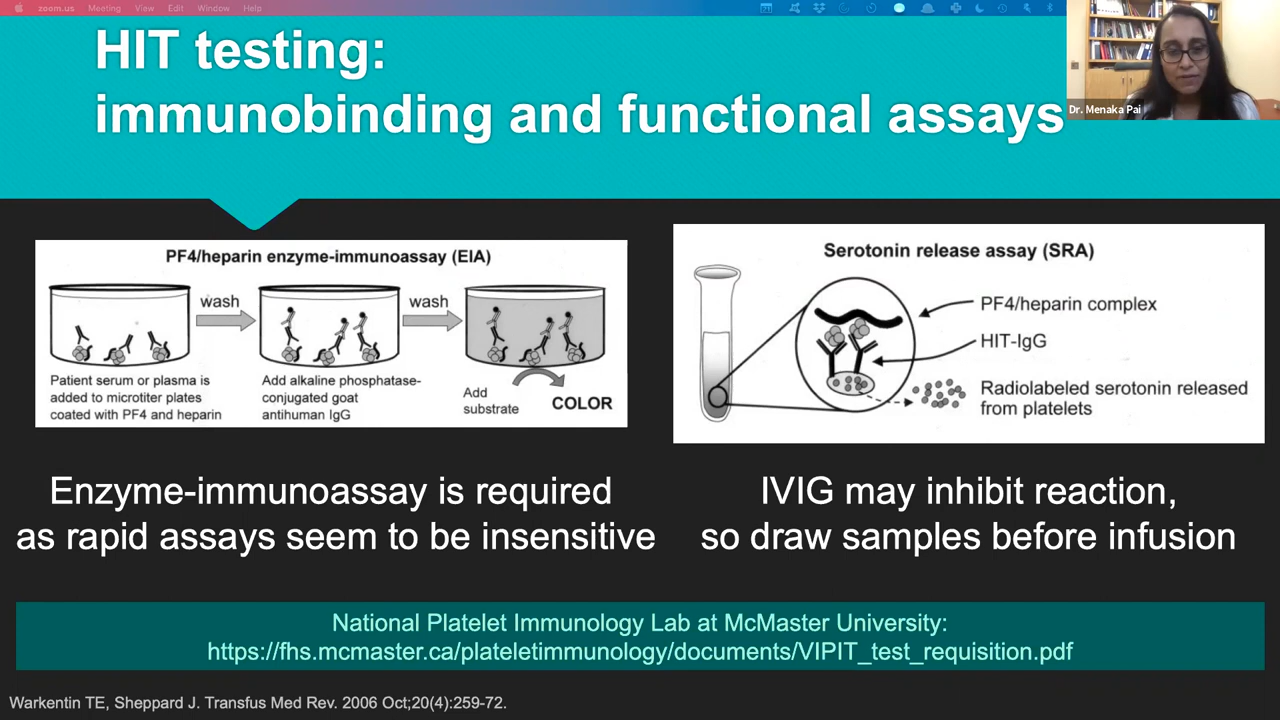 zoom.us Meeting View Edit Window Help
HIT testing:
immunobinding and functional assays
Dr. Menaka Pai
PF4/heparin enzyme-immunoassay (EIA)
wash
wash
Patient serum or plasma is
added to microtiter plates
coated with PF4 and heparin
Add alkaline phosphatase-
conjugated goat
antihuman IgG
Add
substrate
COLOR
Serotonin release assay (SRA)
PF4/heparin complex
HIT-IgG
Radiolabeled serotonin released
from platelets
Enzyme-immunoassay is required
as rapid assays seem to be insensitive
IVIG may inhibit reaction,
so draw samples before infusion
National Platelet Immunology Lab at McMaster University:
https://fhs.mcmaster.ca/plateletimmunology/documents/VIPIT_test_requisition.pdf
Warkentin TE, Sheppard J. Transfus Med Rev. 2006 Oct;20(4):259-72.